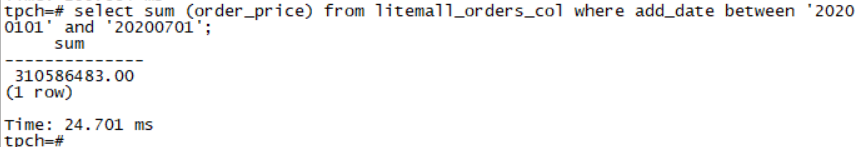 tpch=# select sum (order_price) from litemall_orders_col where add_date between '2020
0101' and '20200701';
sum
--------------
310586483.00
(1 row)
Time: 24.701 ms
tpch=#